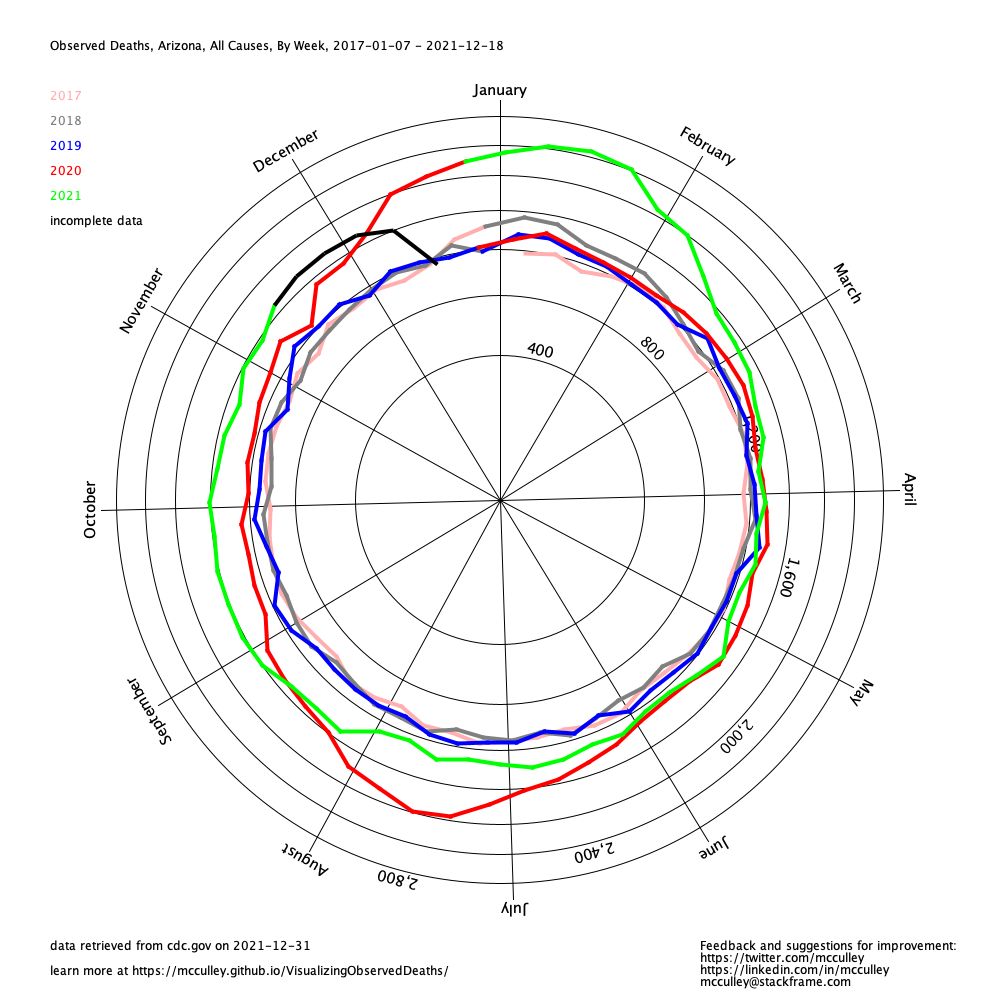 Observed Deaths, Arizona, All Causes, By Week, 2017-01-07 - 2021-12-18
January
2017
2018
2019
2020
2021
incomplete data
December
February
November
March
400
800
1,200
October
April
1,600
September
May
2,000
August
June
2,400
2,800
July
data retrieved from cdc.gov on 2021-12-31
learn more at https://mcculley.github.io/VisualizingObservedDeaths/
Feedback and suggestions for improvement:
https://twitter.com/mcculley
https://linkedin.com/in/mcculley
mcculley@stackframe.com